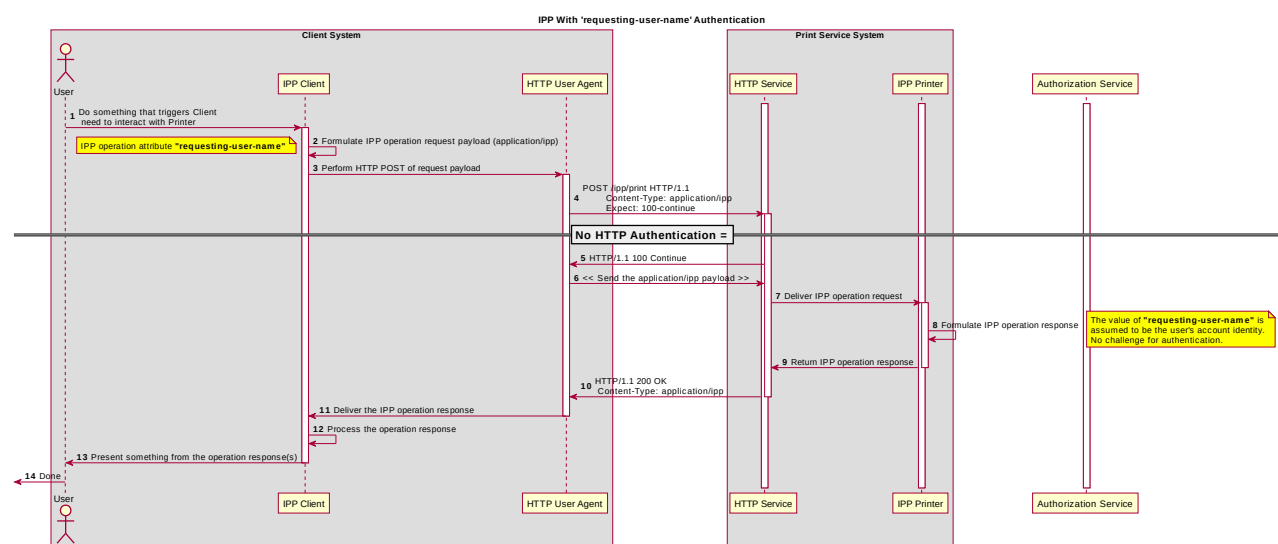 IPP With 'requesting-user-name' Authentication
Client System
Print Service System
User
IPP Client
HTTP User Agent
HTTP Service
IPP Printer
Authorization Service
1 Do something that triggers Client
need to interact with Printer
IPP operation attribute "requesting-user-name"
2 Formulate IPP operation request payload (application/ipp)
3 Perform HTTP POST of request payload
POST /ipp/print HTTP/1.1
4 Content-Type: application/ipp
Expect: 100-continue
No HTTP Authentication =
5 HTTP/1.1 100 Continue
6 << Send the application/ipp payload >>
7 Deliver IPP operation request
8 Formulate IPP operation response
The value of "requesting-user-name" is
assumed to be the user's account identity.
No challenge for authentication.
9 Return IPP operation response
HTTP/1.1 200 OK
10 Content-Type: application/ipp
11 Deliver the IPP operation response
12 Process the operation response
13 Present something from the operation response(s)
14 Done
User
IPP Client
HTTP User Agent
HTTP Service
IPP Printer
Authorization Service